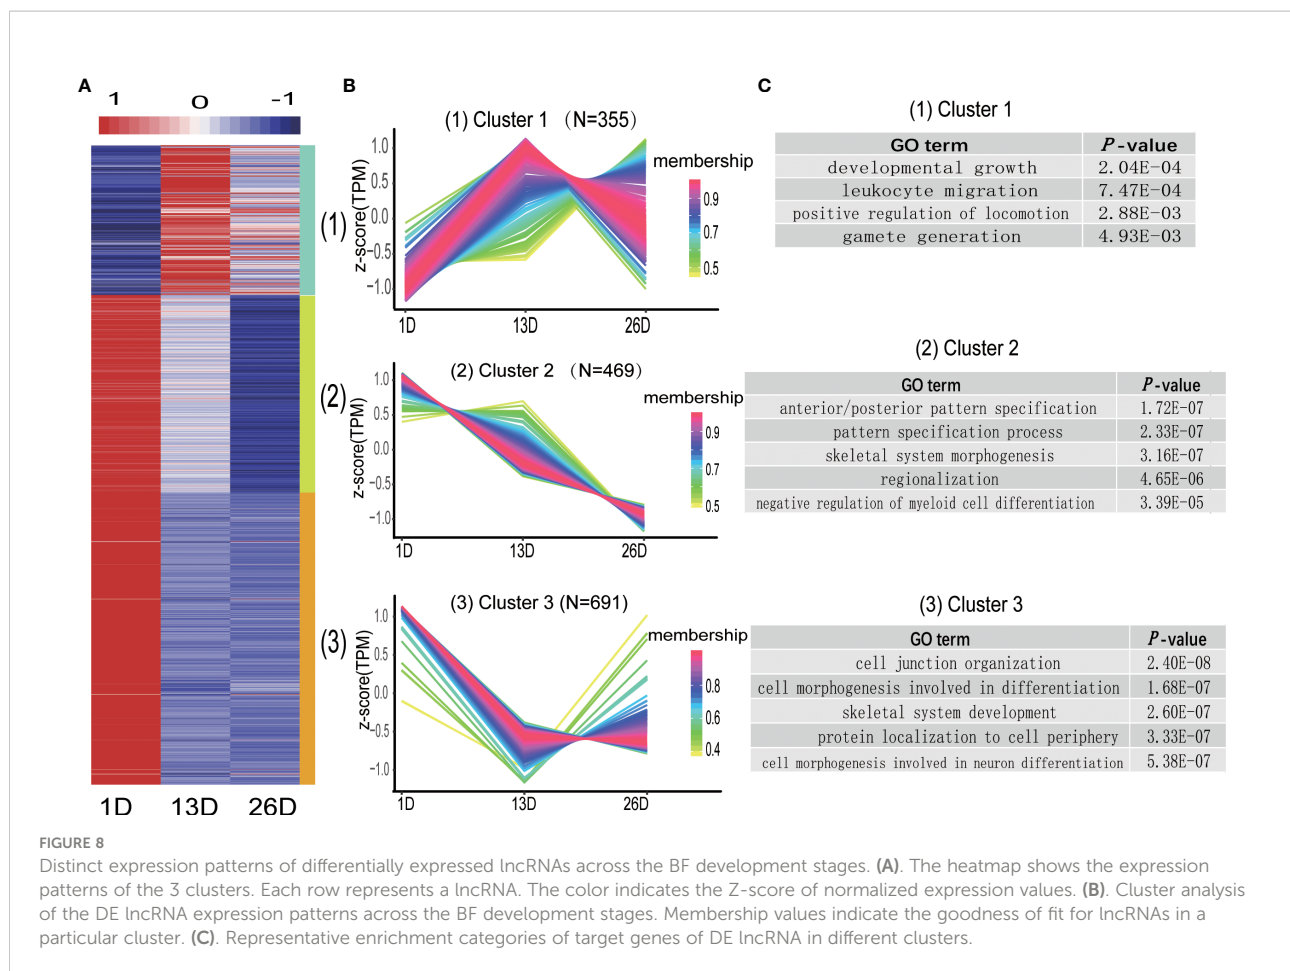 A
1 0 -1
(1)
(2)
(3)
1D 13D 26D
B
(1) Cluster 1 （N=355）
z-score(TPM)
1.0
0.5
0.0
−0.5
−1.0
1D 13D 26D
membership
0.9
0.7
0.5
(2) Cluster 2 （N=469）
z-score(TPM)
1.0
0.5
0.0
−0.5
−1.0
1D 13D 26D
membership
0.9
0.7
0.5
(3) Cluster 3 (N=691)
z-score(TPM)
1.0
0.5
0.0
−0.5
−1.0
1D 13D 26D
membership
0.8
0.6
0.4
C
(1) Cluster 1
GO term P-value
developmental growth 2.04E-04
leukocyte migration 7.47E-04
positive regulation of locomotion 2.88E-03
gamete generation 4.93E-03
(2) Cluster 2
GO term P-value
anterior/posterior pattern specification 1.72E-07
pattern specification process 2.33E-07
skeletal system morphogenesis 3.16E-07
regionalization 4.65E-06
negative regulation of myeloid cell differentiation 3.39E-05
(3) Cluster 3
GO term P-value
cell junction organization 2.40E-08
cell morphogenesis involved in differentiation 1.68E-07
skeletal system development 2.60E-07
protein localization to cell periphery 3.33E-07
cell morphogenesis involved in neuron differentiation 5.38E-07
FIGURE 8
Distinct expression patterns of differentially expressed lncRNAs across the BF development stages. (A). The heatmap shows the expression
patterns of the 3 clusters. Each row represents a lncRNA. The color indicates the Z-score of normalized expression values. (B). Cluster analysis
of the DE lncRNA expression patterns across the BF development stages. Membership values indicate the goodness of fit for lncRNAs in a
particular cluster. (C). Representative enrichment categories of target genes of DE lncRNA in different clusters.